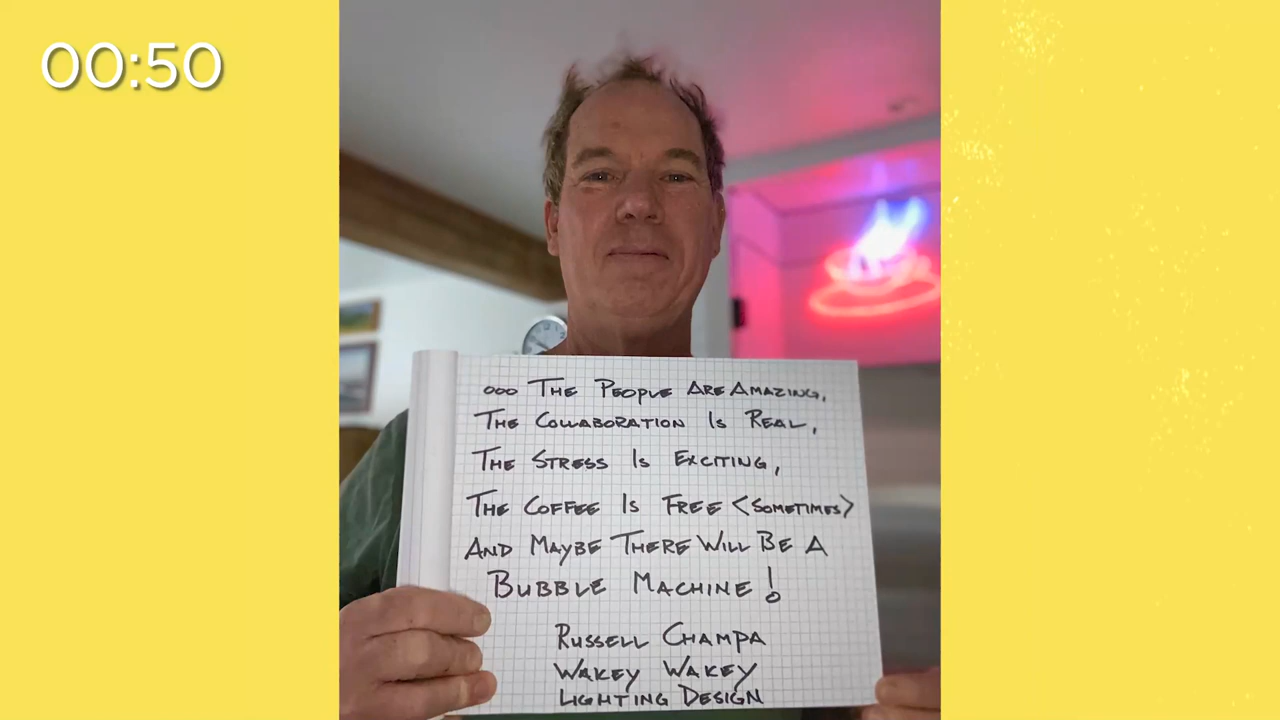 00:50
ooo The People Are Amazing,
The Collaboration Is Real,
The Stress Is Exciting,
The Coffee Is Free <Sometimes>
And Maybe There Will Be A
Bubble Machine!
Russell Champa
Wakey Wakey
Lighting Design